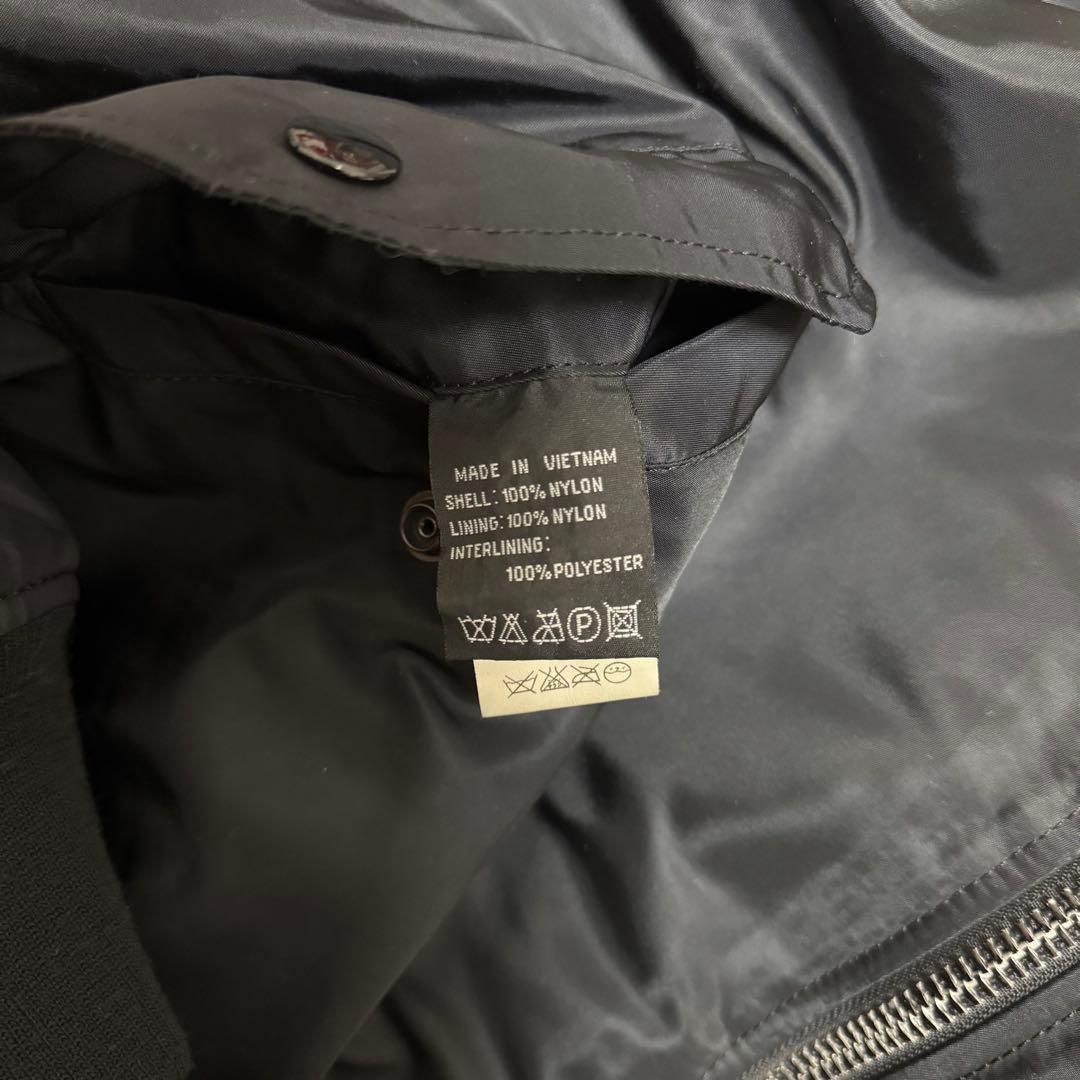 MADE IN VIETNAM
SHELL: 100% NYLON
LINING: 100% NYLON
INTERLINING:
100% POLYESTER
P